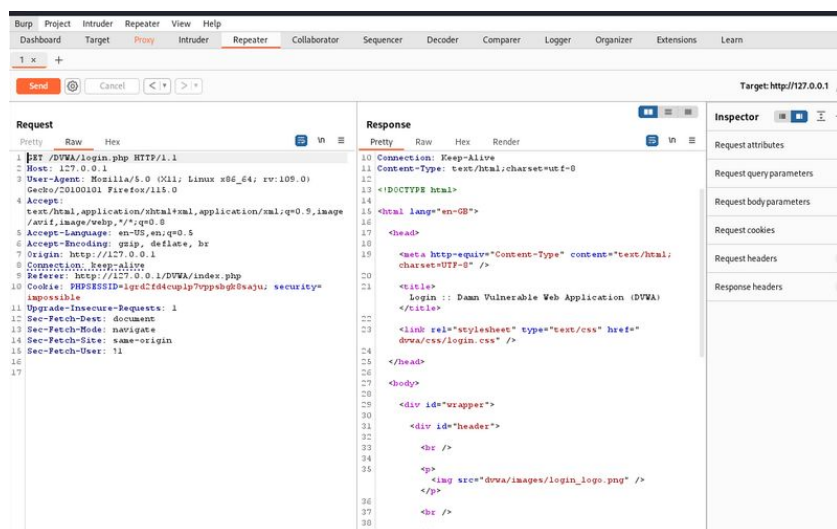 Burp Project Intruder Repeater View Help
Dashboard Target Proxy Intruder Repeater Collaborator Sequencer Decoder Comparer Logger Organizer Extensions Learn
1 × +
Send Cancel < >
Target: http://127.0.0.1
Request
Pretty Raw Hex \n
1 GET /DVWA/login.php HTTP/1.1
2 Host: 127.0.0.1
3 User-Agent: Mozilla/5.0 (X11; Linux x86_64; rv:109.0)
Gecko/20100101 Firefox/115.0
4 Accept:
text/html,application/xhtml+xml,application/xml;q=0.9,image
/avif,image/webp,*/*;q=0.8
5 Accept-Language: en-US,en;q=0.5
6 Accept-Encoding: gzip, deflate, br
7 Origin: http://127.0.0.1
8 Connection: keep-alive
9 Referer: http://127.0.0.1/DVWA/index.php
10 Cookie: PHPSESSID= security=
impossible
11 Upgrade-Insecure-Requests: 1
12 Sec-Fetch-Dest: document
13 Sec-Fetch-Mode: navigate
14 Sec-Fetch-Site: same-origin
15 Sec-Fetch-User: ?1
16
17
Response
Pretty Raw Hex Render \n
10 Connection: Keep-Alive
11 Content-Type: text/html;charset=utf-8
12
13 <!DOCTYPE html>
14
15 <html lang="en-GB">
16
17 <head>
18
19 <meta http-equiv="Content-Type" content="text/html;
charset=UTF-8" />
20
21 <title>
Login :: Damn Vulnerable Web Application (DVWA)
</title>
22
23 <link rel="stylesheet" type="text/css" href="
dvwa/css/login.css" />
24
25 </head>
26
27 <body>
28
29 <div id="wrapper">
30
31 <div id="header">
32
33 <br />
34
35 <p>
<img src="dvwa/images/login_logo.png" />
</p>
36
37 <br />
38
Inspector
Request attributes
Request query parameters
Request body parameters
Request cookies
Request headers
Response headers